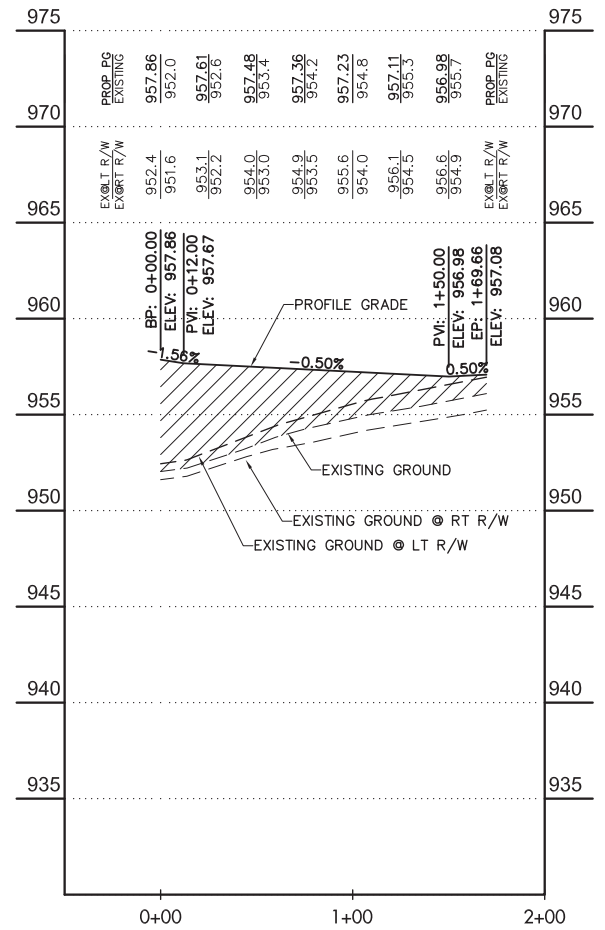 975 975
PROP PG 957.86 957.61 957.48 957.36 957.23 957.11 956.98 PROP PG
EXISTING 952.0 952.6 953.4 954.2 954.8 955.3 955.7 EXISTING
970 970
EX@LT R/W 952.4 953.1 954.0 954.9 955.6 956.1 956.6 EX@LT R/W
EX@RT R/W 951.6 952.2 953.0 953.5 954.0 954.5 954.9 EX@RT R/W
965 965
BP: 0+00.00
ELEV: 957.86
PVI: 0+12.00
ELEV: 957.67
PVI: 1+50.00
ELEV: 956.98
EP: 1+69.66
ELEV: 957.08
960 960
PROFILE GRADE
-1.56% -0.50% 0.50%
955 955
EXISTING GROUND
950 950
EXISTING GROUND @ RT R/W
EXISTING GROUND @ LT R/W
945 945
940 940
935 935
0+00 1+00 2+00